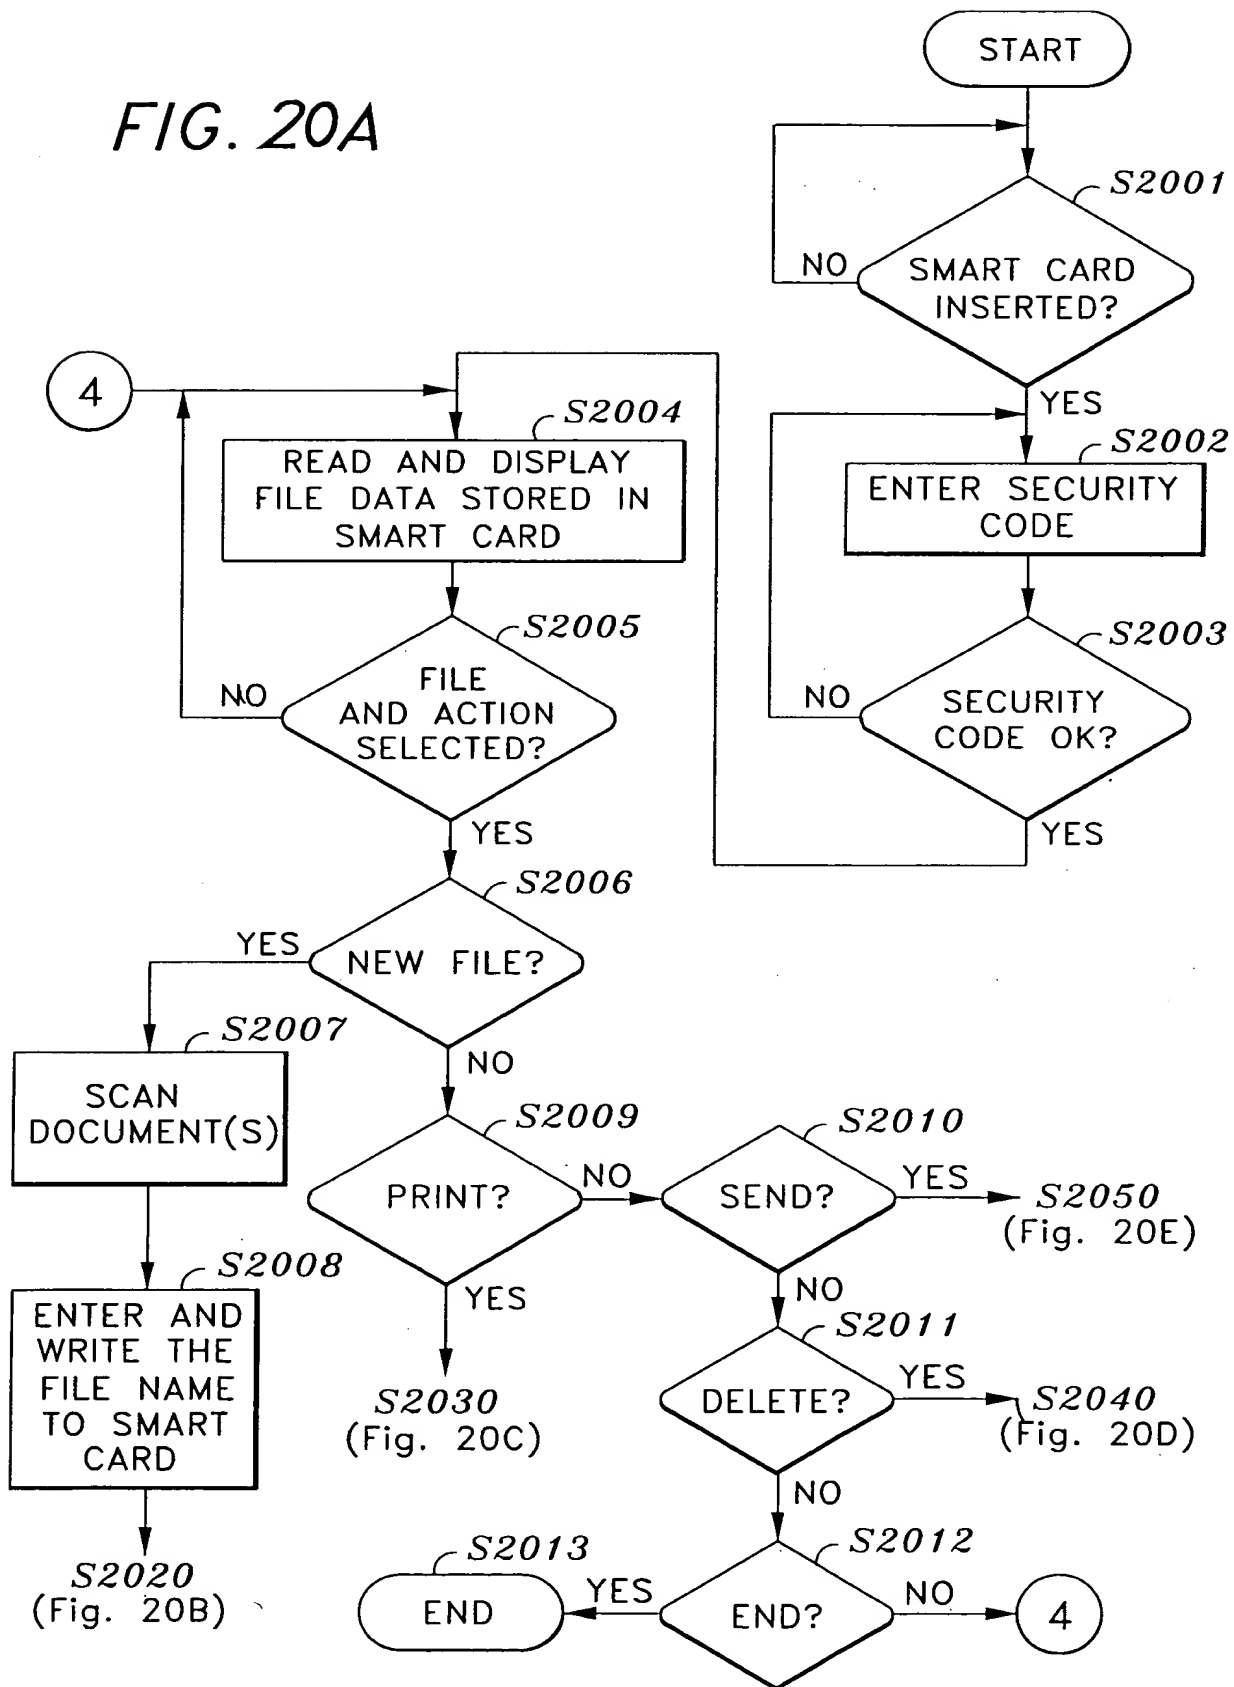 FIG. 20A
START
S2001
NO
SMART CARD
INSERTED?
YES
S2002
ENTER SECURITY
CODE
S2003
NO
SECURITY
CODE OK?
YES
4
S2004
READ AND DISPLAY
FILE DATA STORED IN
SMART CARD
S2005
NO
FILE
AND ACTION
SELECTED?
YES
S2006
YES
NEW FILE?
NO
S2007
SCAN
DOCUMENT(S)
S2008
ENTER AND
WRITE THE
FILE NAME
TO SMART
CARD
S2020
(Fig. 20B)
S2009
PRINT?
NO
YES
S2030
(Fig. 20C)
S2010
SEND?
YES
S2050
(Fig. 20E)
NO
S2011
DELETE?
YES
S2040
(Fig. 20D)
NO
S2012
END?
NO
4
YES
S2013
END